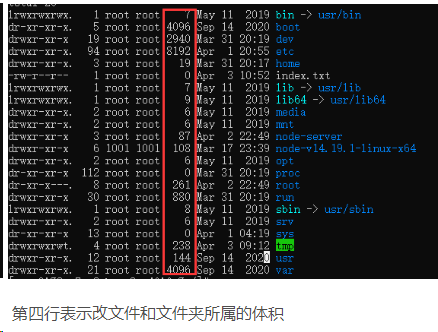 lrwxrwxrwx. 1 root root 7 May 11 2019 bin -> usr/bin
dr-xr-xr-x. 5 root root 4096 Sep 14 2020 boot
drwxr-xr-x 19 root root 2940 Mar 31 20:19 dev
drwxr-xr-x. 94 root root 8192 Apr 1 20:55 etc
drwxr-xr-x. 3 root root 19 Mar 31 20:17 home
-rw-r--r-- 1 root root 0 Apr 3 10:52 index.txt
lrwxrwxrwx. 1 root root 7 May 11 2019 lib -> usr/lib
lrwxrwxrwx. 1 root root 9 May 11 2019 lib64 -> usr/lib64
drwxr-xr-x. 2 root root 6 May 11 2019 media
drwxr-xr-x. 2 root root 6 May 11 2019 mnt
drwxr-xr-x 3 root root 87 Apr 2 22:49 node-server
drwxr-xr-x 6 1001 1001 108 Mar 17 23:39 node-v14.19.1-linux-x64
drwxr-xr-x. 2 root root 6 May 11 2019 opt
dr-xr-xr-x 112 root root 0 Mar 31 20:19 proc
dr-xr-x---. 8 root root 261 Apr 2 22:49 root
drwxr-xr-x 30 root root 880 Mar 31 20:19 run
lrwxrwxrwx. 1 root root 8 May 11 2019 sbin -> usr/sbin
drwxr-xr-x. 2 root root 6 May 11 2019 srv
dr-xr-xr-x 13 root root 0 Apr 1 04:19 sys
drwxrwxrwt. 4 root root 238 Apr 3 09:12 tmp
drwxr-xr-x. 12 root root 144 Sep 14 2020 usr
drwxr-xr-x. 21 root root 4096 Sep 14 2020 var
第四行表示改文件和文件夹所属的体积